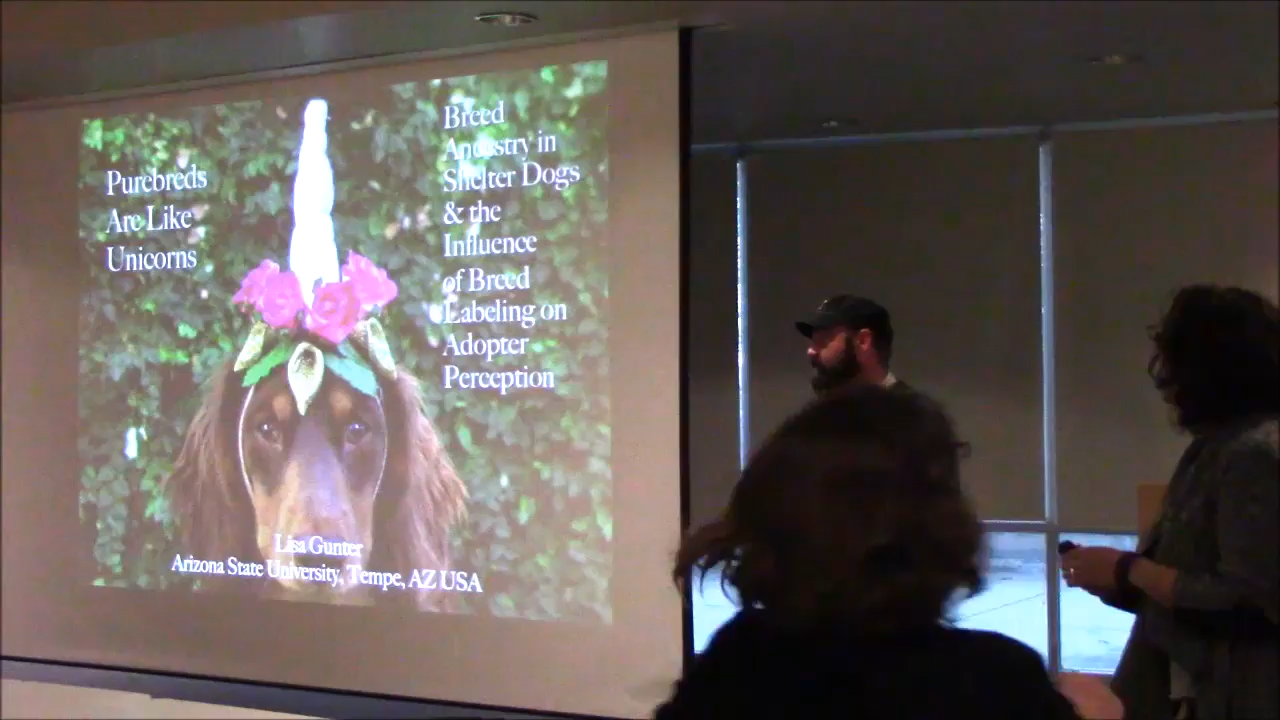 Purebreds
Are Like
Unicorns
Breed
Ancestry in
Shelter Dogs
& the
Influence
of Breed
Labeling on
Adopter
Perception
Lisa Gunter
Arizona State University, Tempe, AZ USA